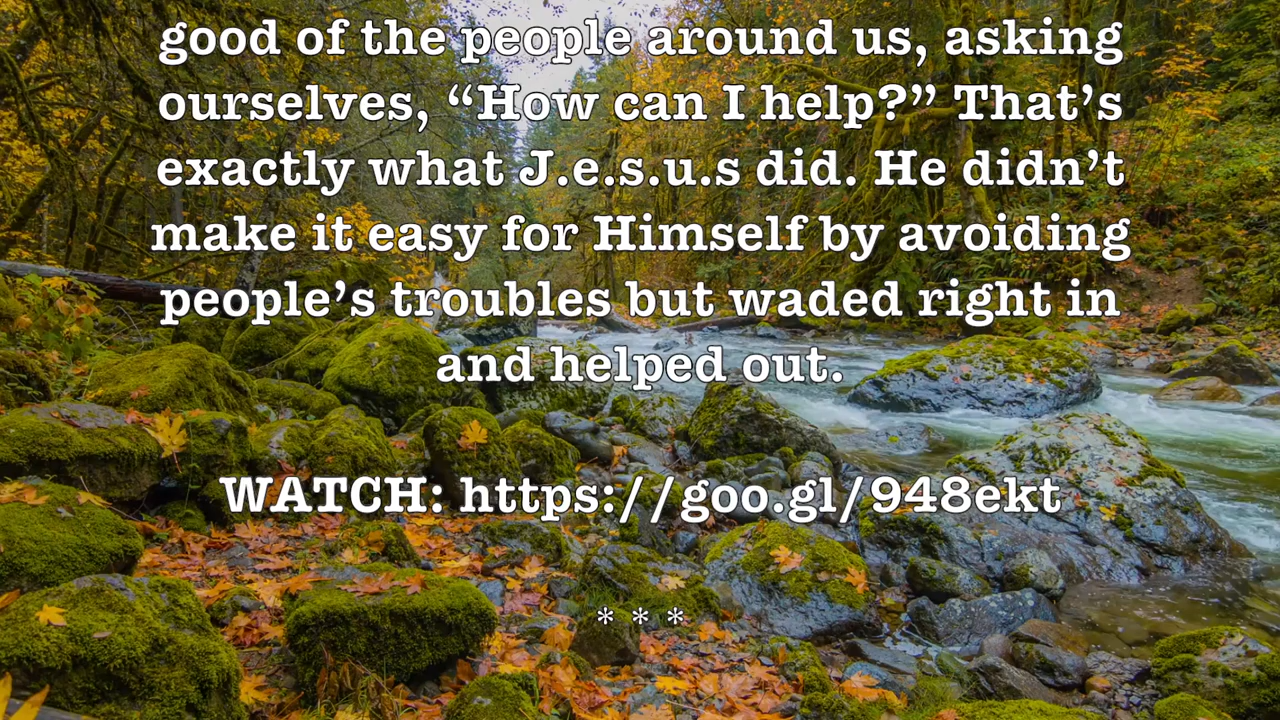 good of the people around us, asking
ourselves, “How can I help?” That’s
exactly what J.e.s.u.s did. He didn’t
make it easy for Himself by avoiding
people’s troubles but waded right in
and helped out.
WATCH: https://goo.gl/948ekt
* * *